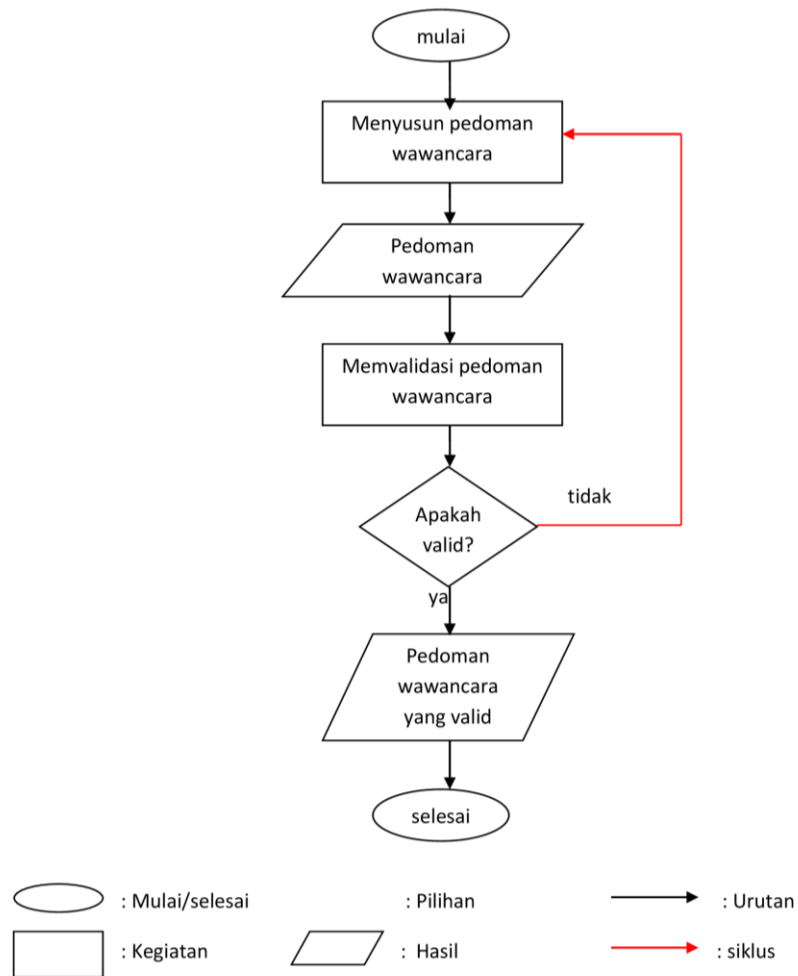 mulai
Menyusun pedoman
wawancara
Pedoman
wawancara
Memvalidasi pedoman
wawancara
tidak
Apakah
valid?
ya
Pedoman
wawancara
yang valid
selesai
: Mulai/selesai
: Pilihan
: Urutan
: Kegiatan
: Hasil
: siklus